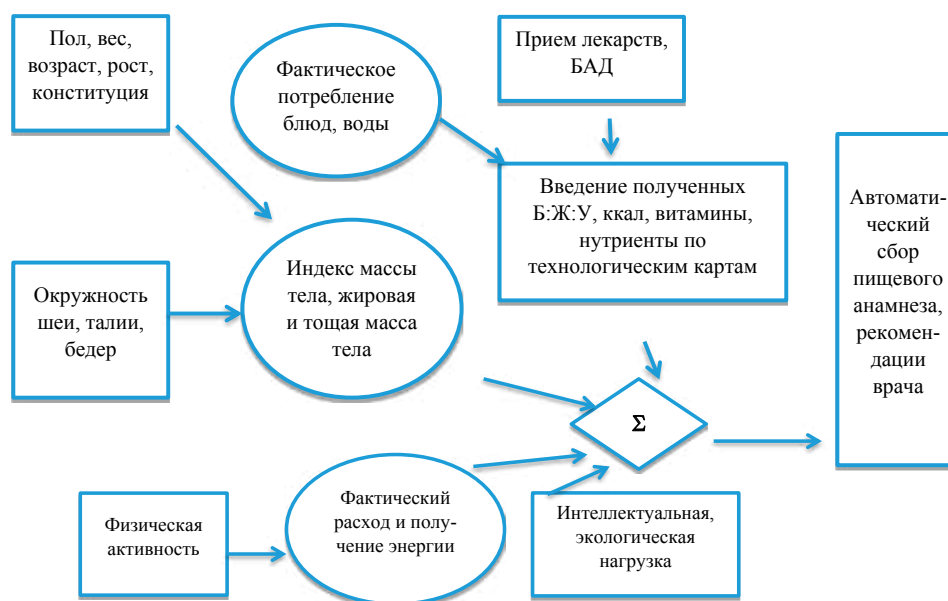 Пол, вес,
возраст, рост,
конституция
Фактическое
потребление
блюд, воды
Прием лекарств,
БАД
Введение полученных
Б:Ж:У, ккал, витамины,
нутриенты по
технологическим картам
Автомати-
ческий
сбор
пищевого
анамнеза,
рекомен-
дации
врача
Окружность
шеи, талии,
бедер
Индекс массы
тела, жировая
и тощая масса
тела
Σ
Физическая
активность
Фактический
расход и полу-
чение энергии
Интеллектуальная,
экологическая
нагрузка